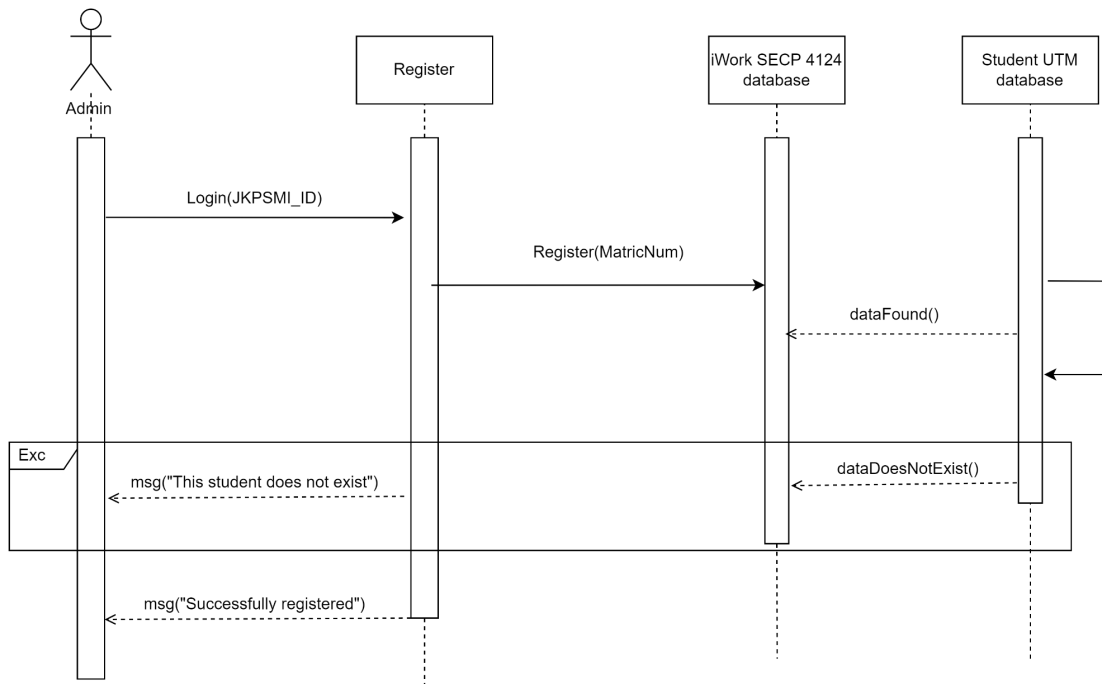 Admin
Register
iWork SECP 4124
database
Student UTM
database
Login(JKPSMI_ID)
Register(MatricNum)
dataFound()
Exc
dataDoesNotExist()
msg("This student does not exist")
msg("Successfully registered")